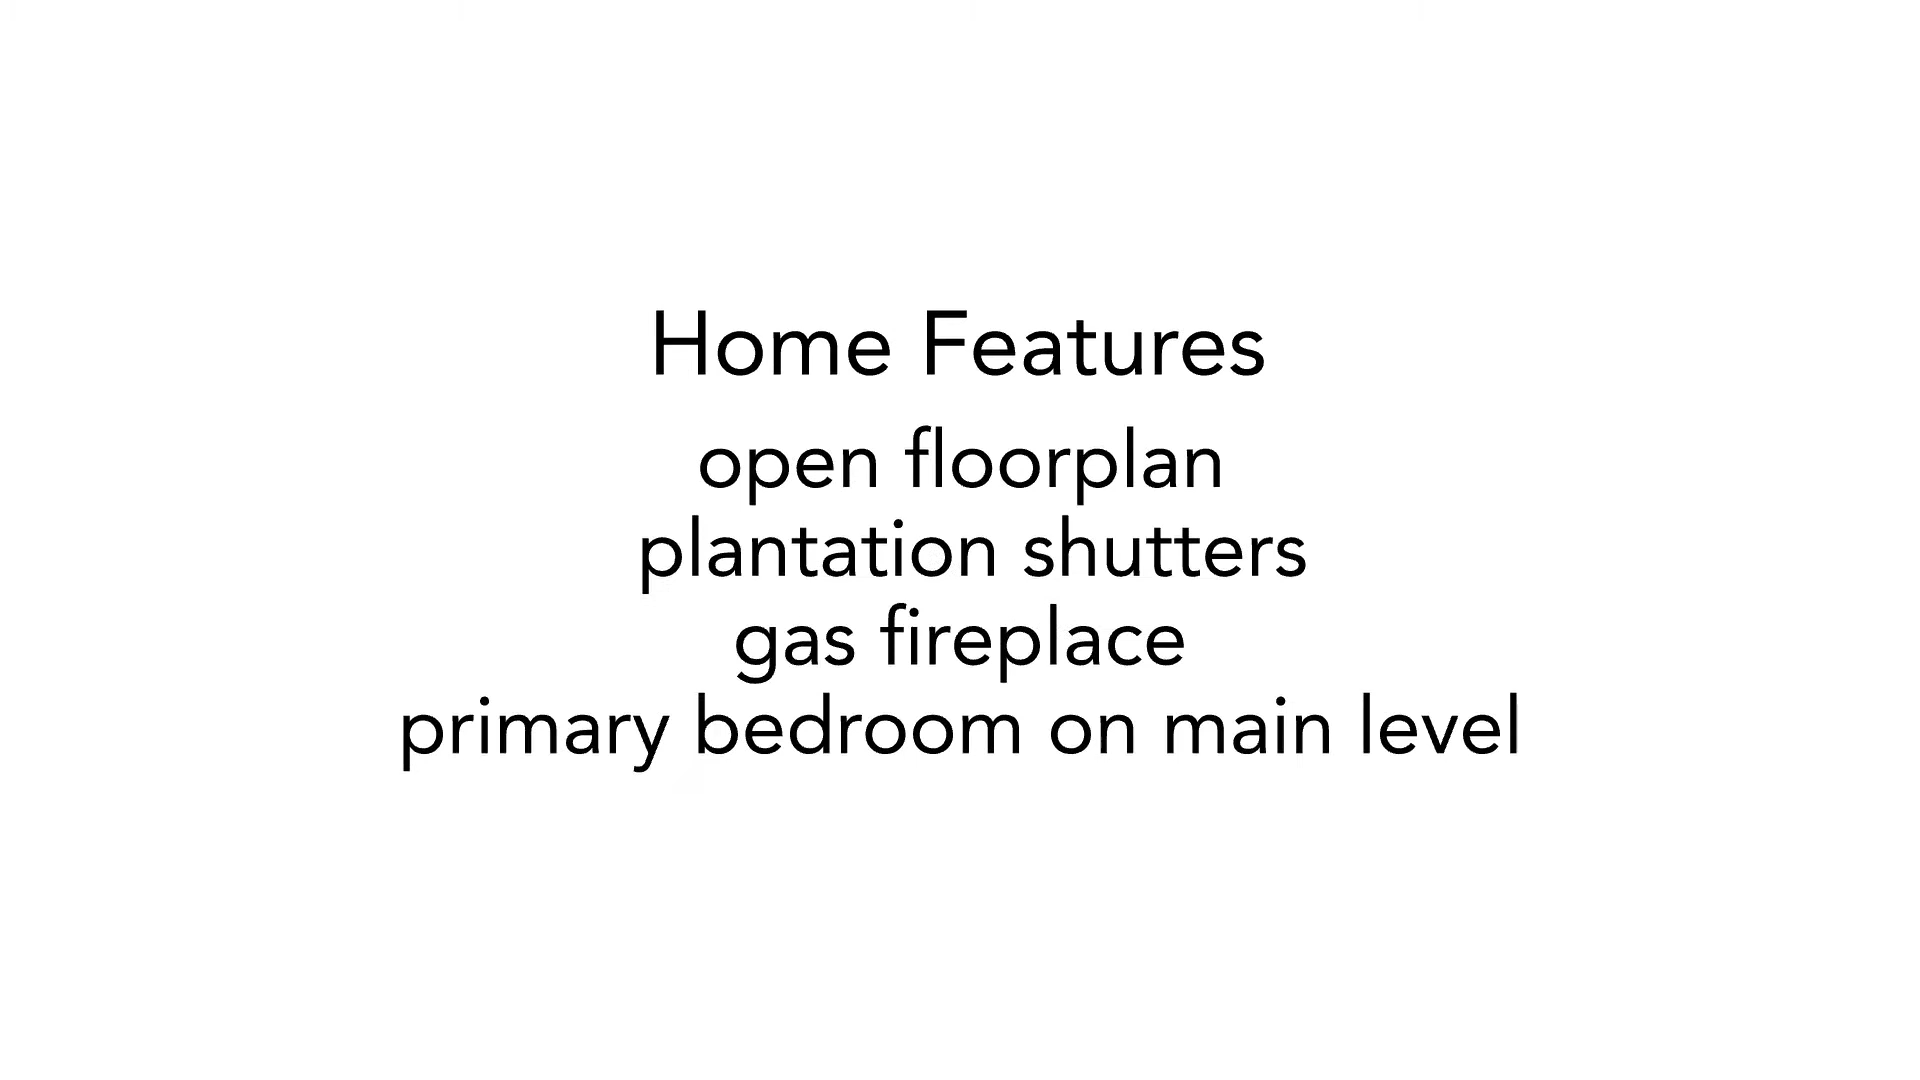 Home Features
open floorplan
plantation shutters
gas fireplace
primary bedroom on main level